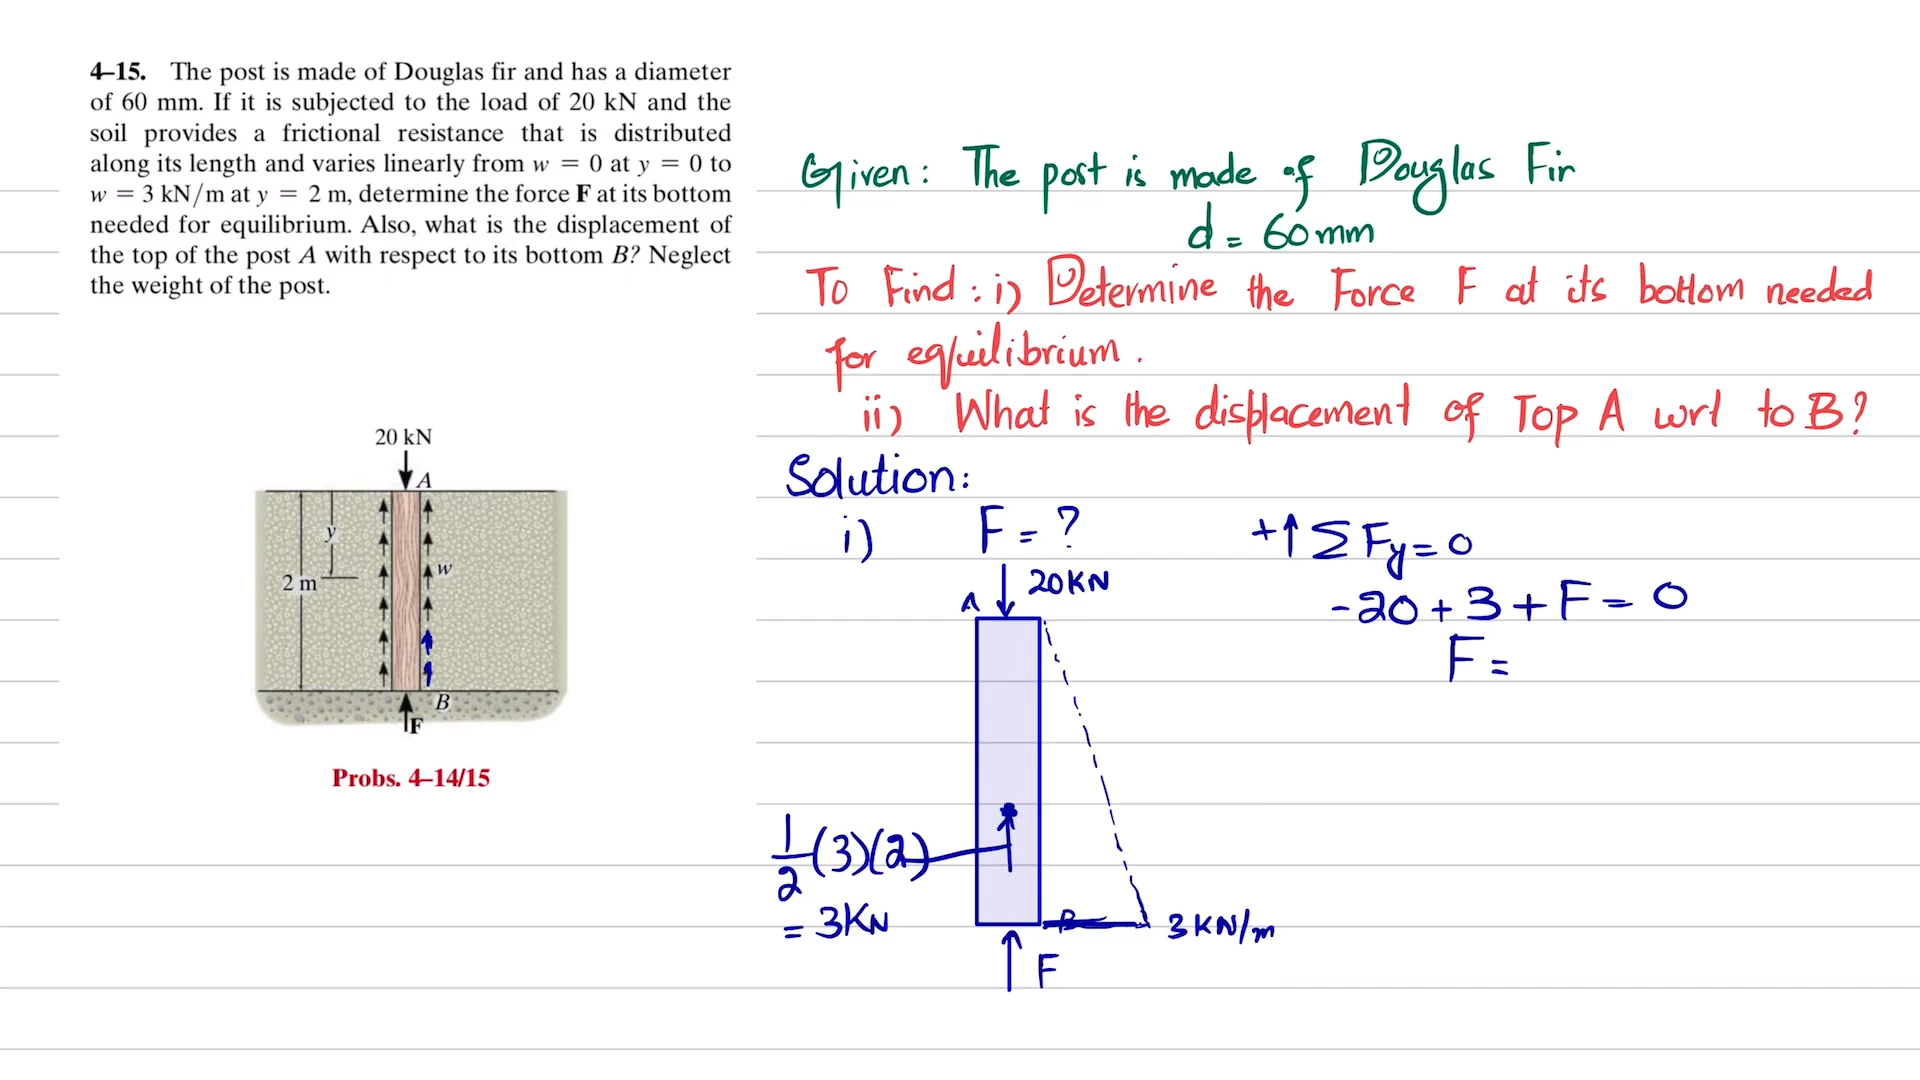 4–15. The post is made of Douglas fir and has a diameter
of 60 mm. If it is subjected to the load of 20 kN and the
soil provides a frictional resistance that is distributed
along its length and varies linearly from w = 0 at y = 0 to
w = 3 kN/m at y = 2 m, determine the force F at its bottom
needed for equilibrium. Also, what is the displacement of
the top of the post A with respect to its bottom B? Neglect
the weight of the post.
20 kN
A
y
w
2 m
B
F
Probs. 4–14/15
Given: The post is made of Douglas Fir
d = 60mm
To Find: i) Determine the Force F at its bottom needed
for equilibrium.
ii) What is the displacement of Top A wrt to B?
Solution:
i) F = ?
+↑ΣFy=0
-20+3+F=0
F=
20KN
A
1/2(3)(2)
= 3KN
B
3KN/m
F